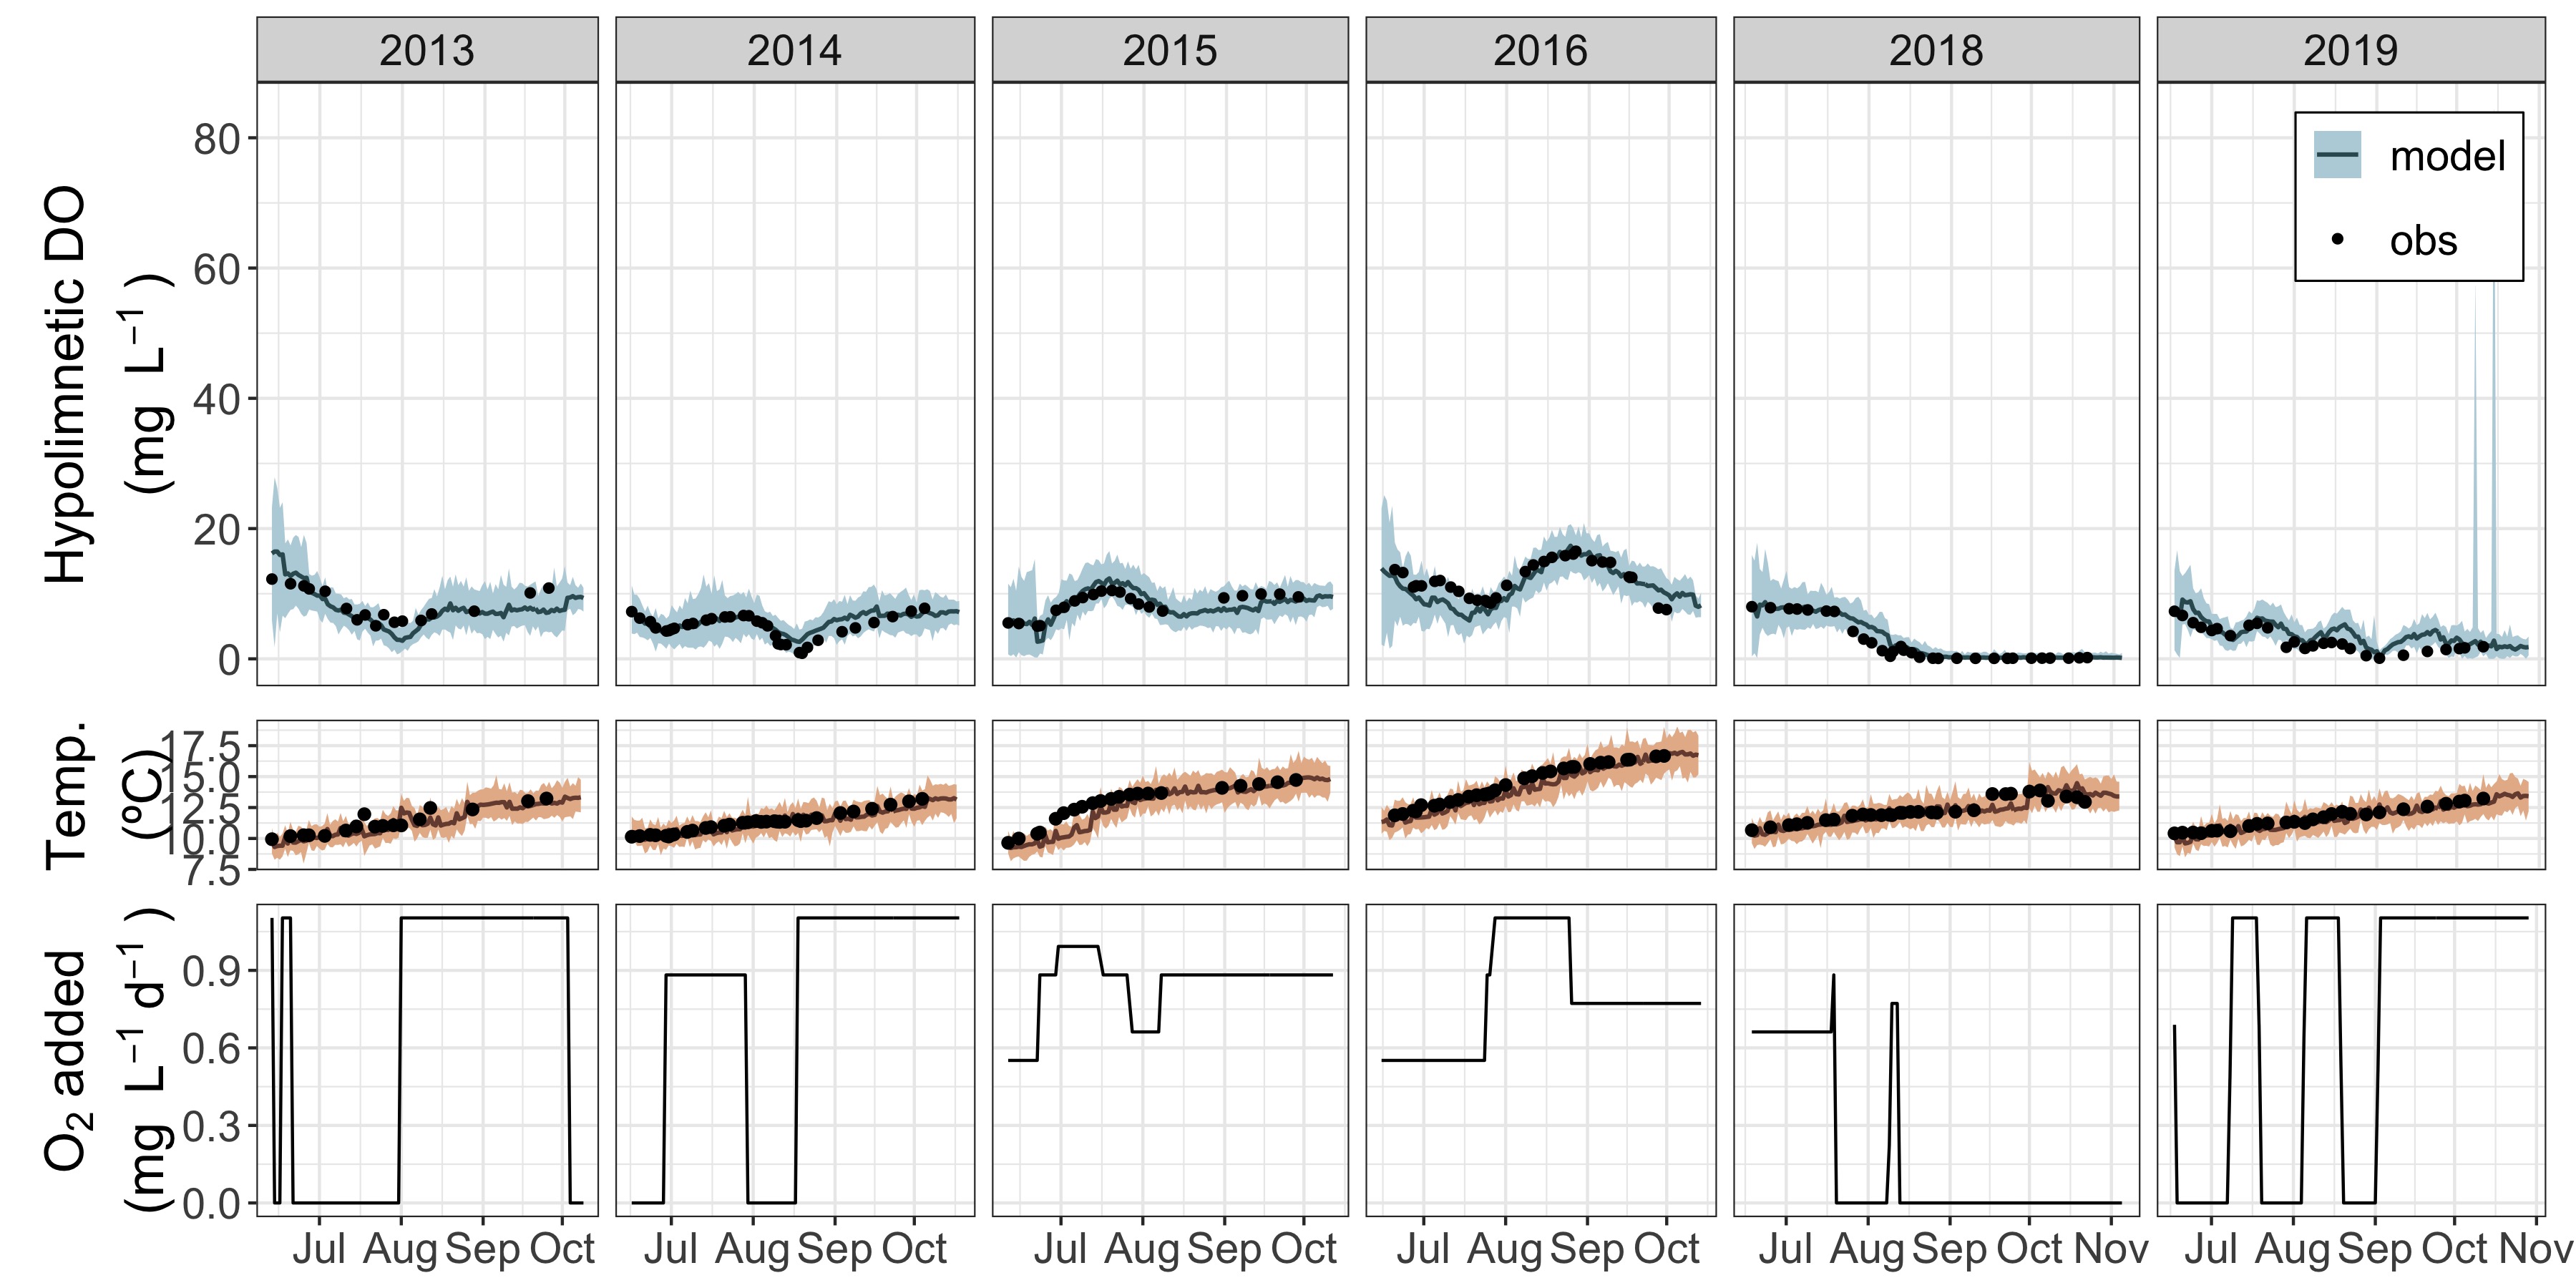 2013 2014 2015 2016 2018 2019
model
obs
Hypolimnetic DO
(mg L⁻¹ )
80
60
40
20
0
Temp.
(ºC)
17.5
15.0
12.5
10.0
7.5
O₂ added
(mg L⁻¹ d⁻¹ )
0.9
0.6
0.3
0.0
Jul Aug Sep Oct Jul Aug Sep Oct Jul Aug Sep Oct Jul Aug Sep Oct Jul Aug Sep Oct Nov Jul Aug Sep Oct Nov